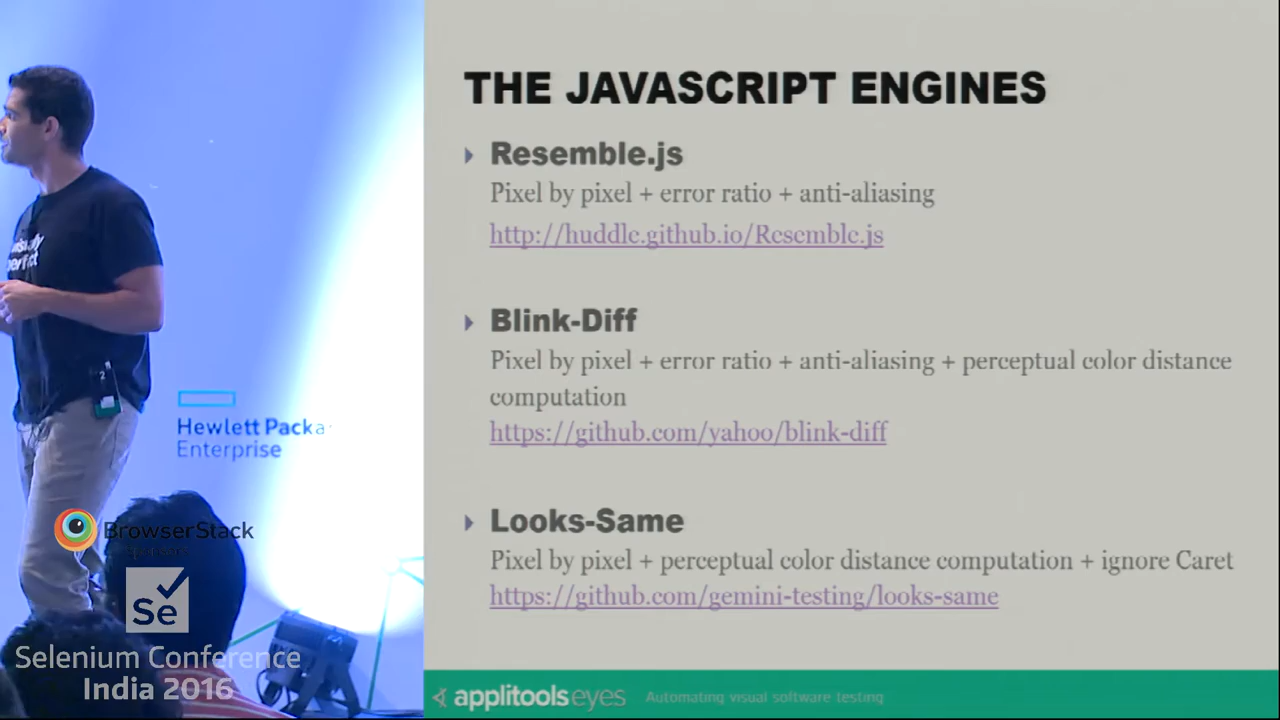 THE JAVASCRIPT ENGINES
Resemble.js
Pixel by pixel + error ratio + anti-aliasing
http://huddle.github.io/Resemble.js
Blink-Diff
Pixel by pixel + error ratio + anti-aliasing + perceptual color distance
computation
https://github.com/yahoo/blink-diff
Looks-Same
Pixel by pixel + perceptual color distance computation + ignore Caret
https://github.com/gemini-testing/looks-same
applitools eyes Automating visual software testing
Hewlett Packa
Enterprise
BrowserStack
Se
Selenium Conference
India 2016